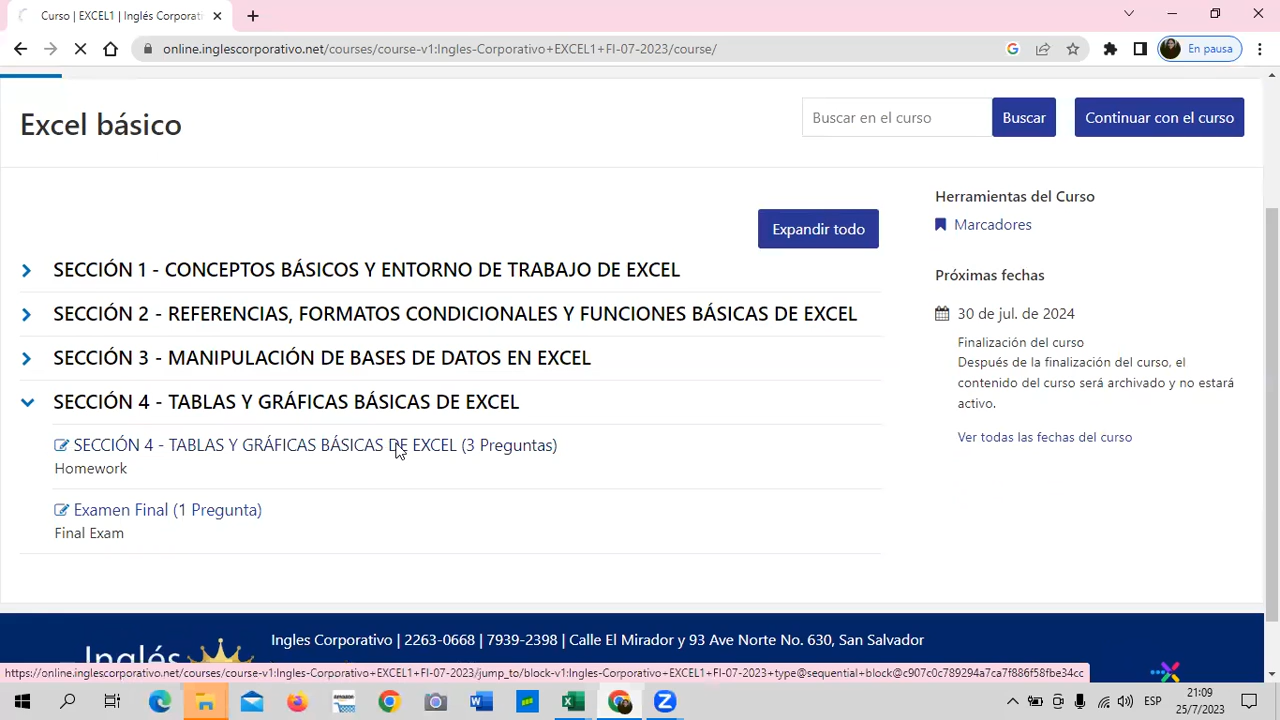 Curso | EXCEL1 | Inglés Corporati
online.inglescorporativo.net/courses/course-v1:Ingles-Corporativo+EXCEL1+FI-07-2023/course/
En pausa
Excel básico
Buscar en el curso
Buscar
Continuar con el curso
Expandir todo
SECCIÓN 1 - CONCEPTOS BÁSICOS Y ENTORNO DE TRABAJO DE EXCEL
SECCIÓN 2 - REFERENCIAS, FORMATOS CONDICIONALES Y FUNCIONES BÁSICAS DE EXCEL
SECCIÓN 3 - MANIPULACIÓN DE BASES DE DATOS EN EXCEL
SECCIÓN 4 - TABLAS Y GRÁFICAS BÁSICAS DE EXCEL
SECCIÓN 4 - TABLAS Y GRÁFICAS BÁSICAS DE EXCEL (3 Preguntas)
Homework
Examen Final (1 Pregunta)
Final Exam
Herramientas del Curso
Marcadores
Próximas fechas
30 de jul. de 2024
Finalización del curso
Después de la finalización del curso, el
contenido del curso será archivado y no estará
activo.
Ver todas las fechas del curso
Inglés
Ingles Corporativo | 2263-0668 | 7939-2398 | Calle El Mirador y 93 Ave Norte No. 630, San Salvador
https://online.inglescorporativo.net/courses/course-v1:Ingles-Corporativo+EXCEL1+FI-07-2023/jump_to/block-v1:Ingles-Corporativo+EXCEL1+FI-07-2023+type@sequential+block@c907c0c789294a7ca7f886f58fbe34cc
ESP
21:09
25/7/2023